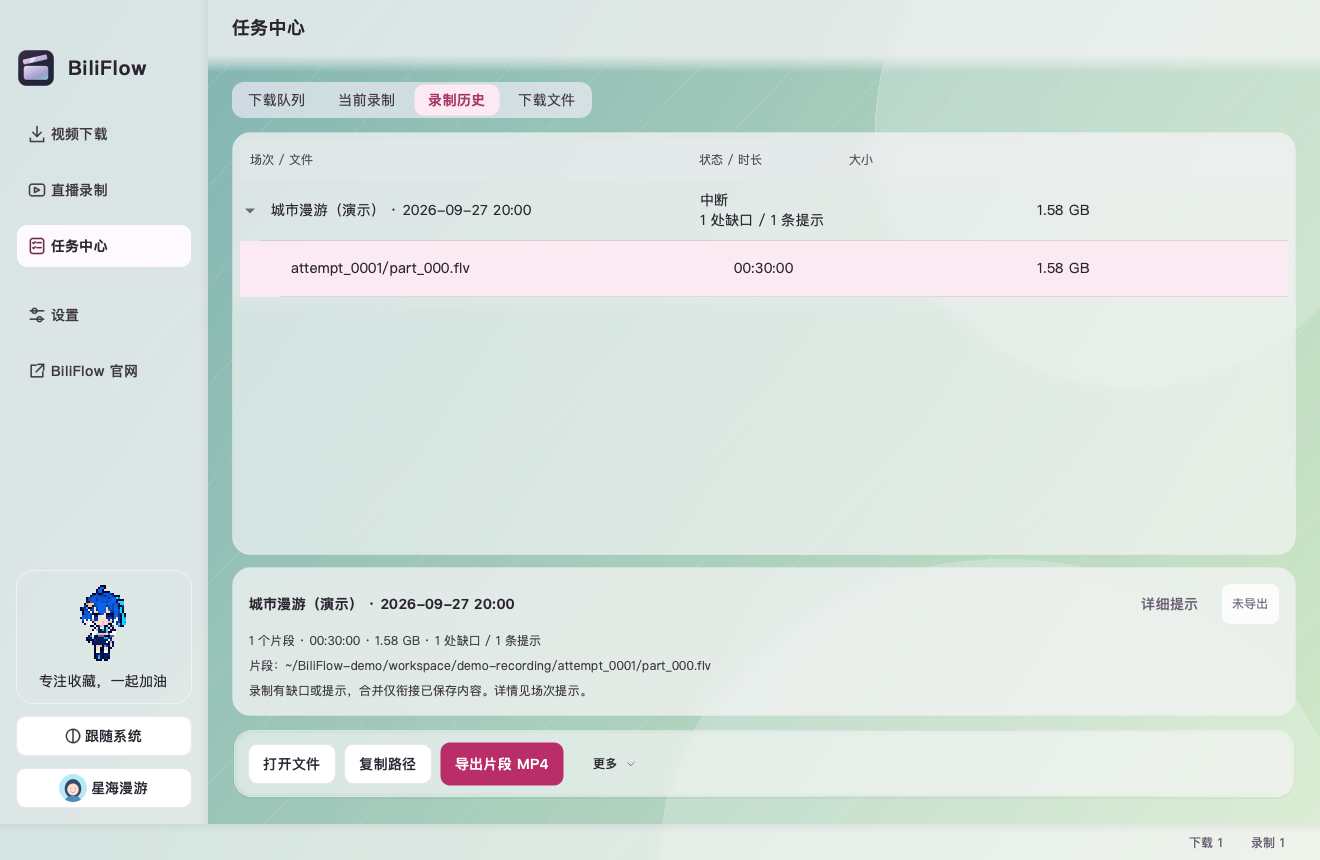 任务中心
BiliFlow
视频下载
直播录制
任务中心
设置
BiliFlow 官网
专注收藏，一起加油
跟随系统
星海漫游
下载队列 当前录制 录制历史 下载文件
场次 / 文件 状态 / 时长 大小
城市漫游（演示） · 2026-09-27 20:00 中断 1.58 GB
1 处缺口 / 1 条提示
attempt_0001/part_000.flv 00:30:00 1.58 GB
城市漫游（演示） · 2026-09-27 20:00 详细提示 未导出
1 个片段 · 00:30:00 · 1.58 GB · 1 处缺口 / 1 条提示
片段：~/BiliFlow-demo/workspace/demo-recording/attempt_0001/part_000.flv
录制有缺口或提示，合并仅衔接已保存内容。详情见场次提示。
打开文件 复制路径 导出片段 MP4 更多
下载 1 录制 1